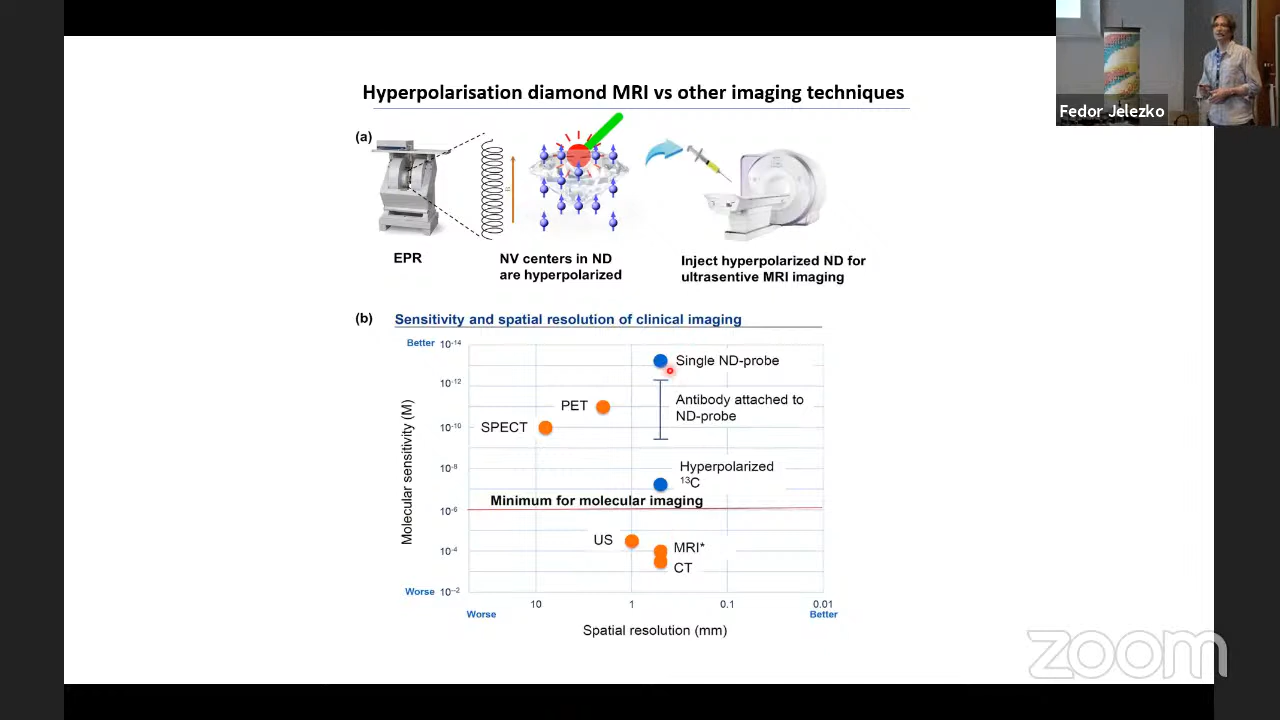 Hyperpolarisation diamond MRI vs other imaging techniques
Fedor Jelezko
(a)
EPR
NV centers in ND
are hyperpolarized
Inject hyperpolarized ND for
ultrasentive MRI imaging
(b)
Sensitivity and spatial resolution of clinical imaging
Better
10⁻¹⁴
10⁻¹²
10⁻¹⁰
10⁻⁸
10⁻⁶
10⁻⁴
Worse
10⁻²
Molecular sensitivity (M)
Single ND-probe
Antibody attached to
ND-probe
PET
SPECT
Hyperpolarized
¹³C
Minimum for molecular imaging
US
MRI*
CT
10
1
0.1
0.01
Worse
Better
Spatial resolution (mm)
zoom